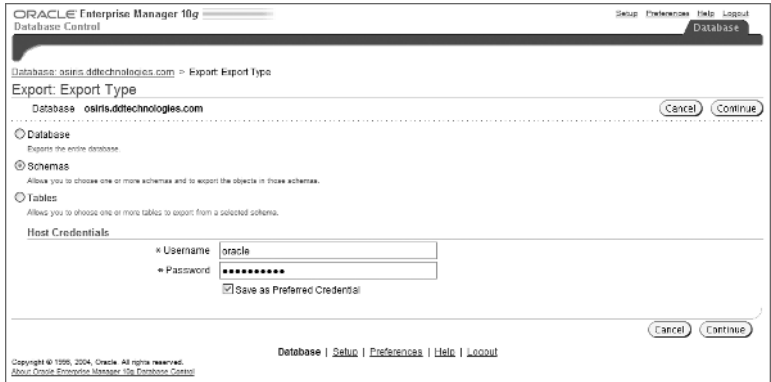 ORACLE Enterprise Manager 10g
Database Control
Setup Preferences Help Logout
Database
Database: osiris.ddtechnologies.com > Export: Export Type
Export: Export Type
Database osiris.ddtechnologies.com
Cancel Continue
Database
Exports the entire database.
Schemas
Allows you to choose one or more schemas and to export the objects in those schemas.
Tables
Allows you to choose one or more tables to export from a selected schema.
Host Credentials
* Username oracle
* Password ••••••••••
Save as Preferred Credential
Cancel Continue
Database | Setup | Preferences | Help | Logout
Copyright © 1996, 2004, Oracle. All rights reserved.
About Oracle Enterprise Manager 10g Database Control